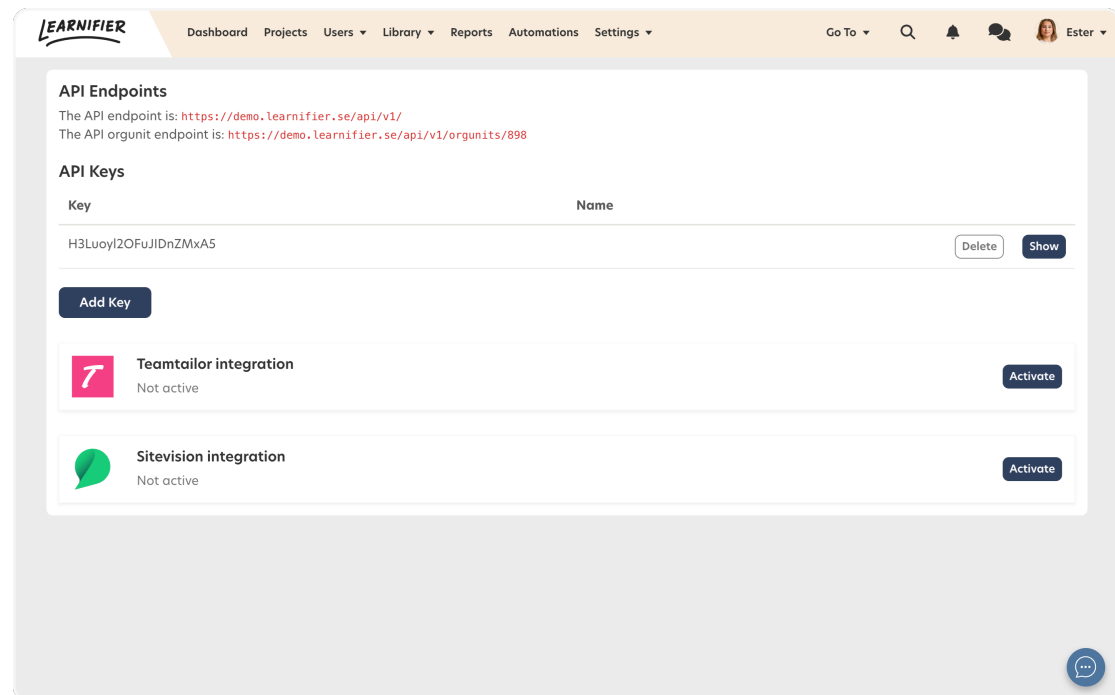 LEARNIFIER
Dashboard Projects Users Library Reports Automations Settings Go To Ester
API Endpoints
The API endpoint is: https://demo.learnifier.se/api/v1/
The API orgunit endpoint is: https://demo.learnifier.se/api/v1/orgunits/898
API Keys
Key Name
H3Luoyl2OFuJIDnZMxA5 Delete Show
Add Key
Teamtailor integration
Not active
Activate
Sitevision integration
Not active
Activate